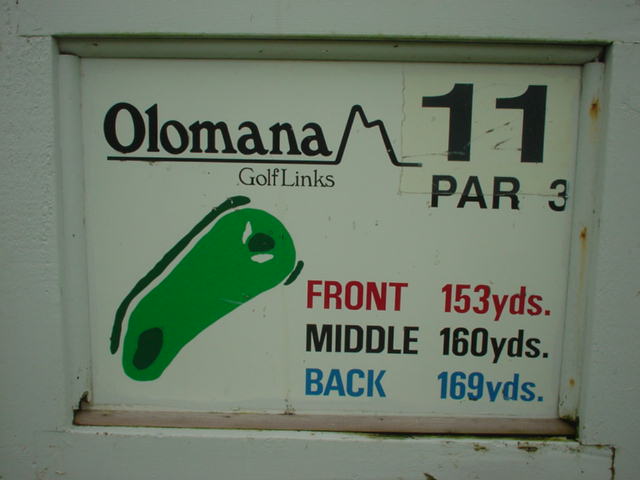 Olomana
Golf Links
11
PAR 3
FRONT 153yds.
MIDDLE 160yds.
BACK 169yds.